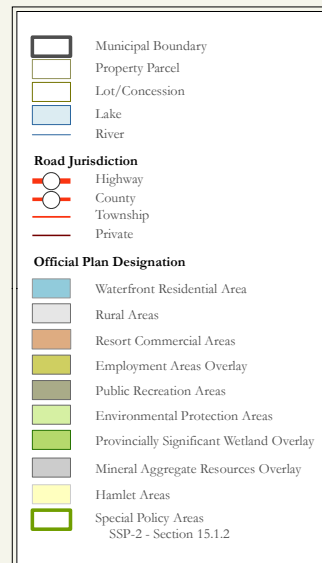 Municipal Boundary
Property Parcel
Lot/Concession
Lake
River
Road Jurisdiction
Highway
County
Township
Private
Official Plan Designation
Waterfront Residential Area
Rural Areas
Resort Commercial Areas
Employment Areas Overlay
Public Recreation Areas
Environmental Protection Areas
Provincially Significant Wetland Overlay
Mineral Aggregate Resources Overlay
Hamlet Areas
Special Policy Areas
SSP-2 - Section 15.1.2